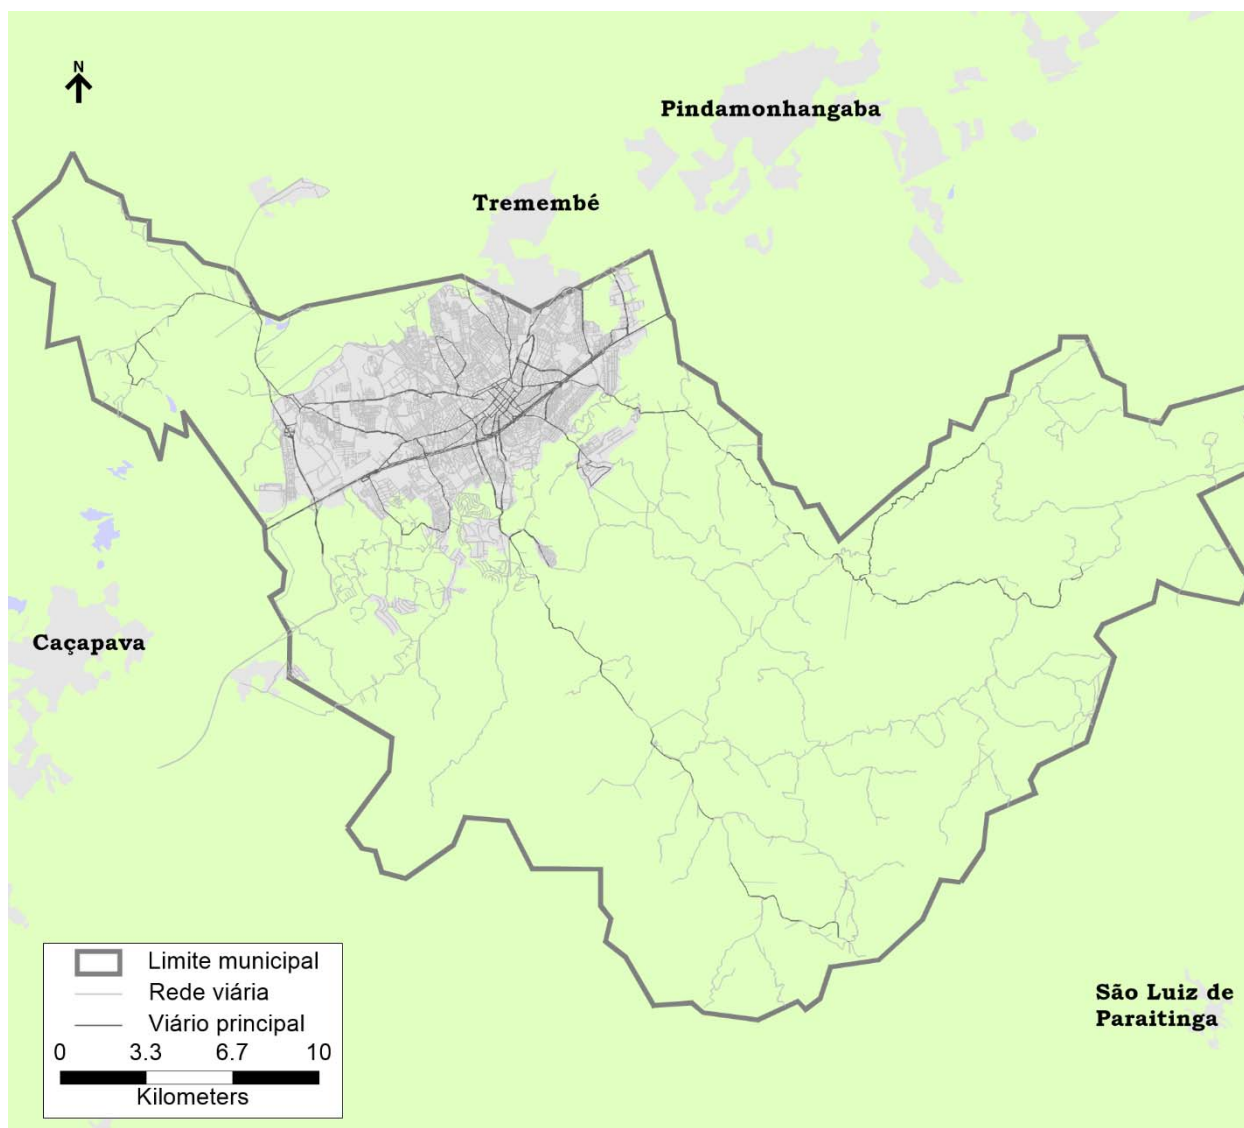 N
Pindamonhangaba
Tremembé
Caçapava
São Luiz de
Paraitinga
Limite municipal
Rede viária
Viário principal
0 3.3 6.7 10
Kilometers